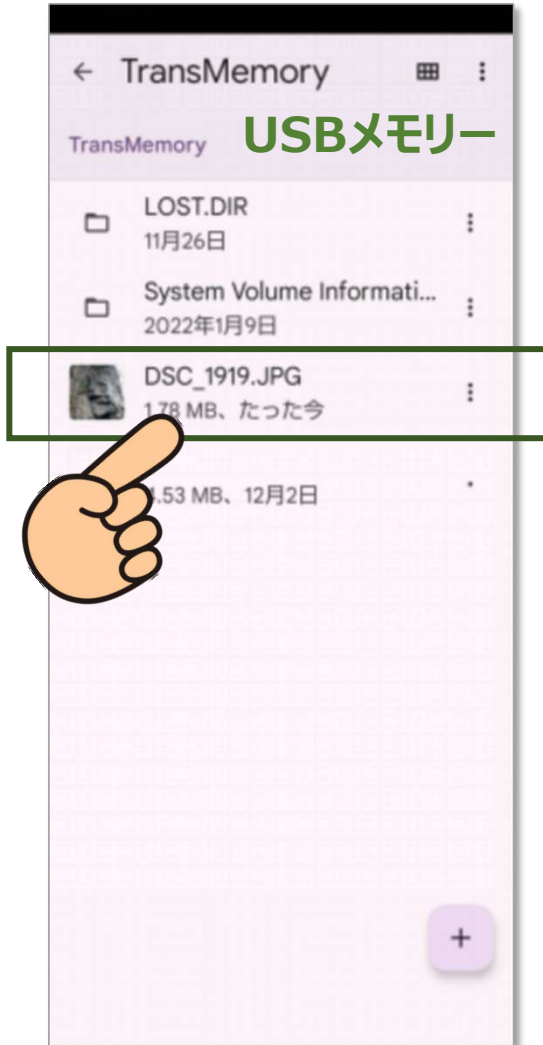 ← TransMemory
USBメモリー
TransMemory
LOST.DIR
11月26日
System Volume Informati...
2022年1月9日
DSC_1919.JPG
1.78 MB、たった今
.53 MB、12月2日
+